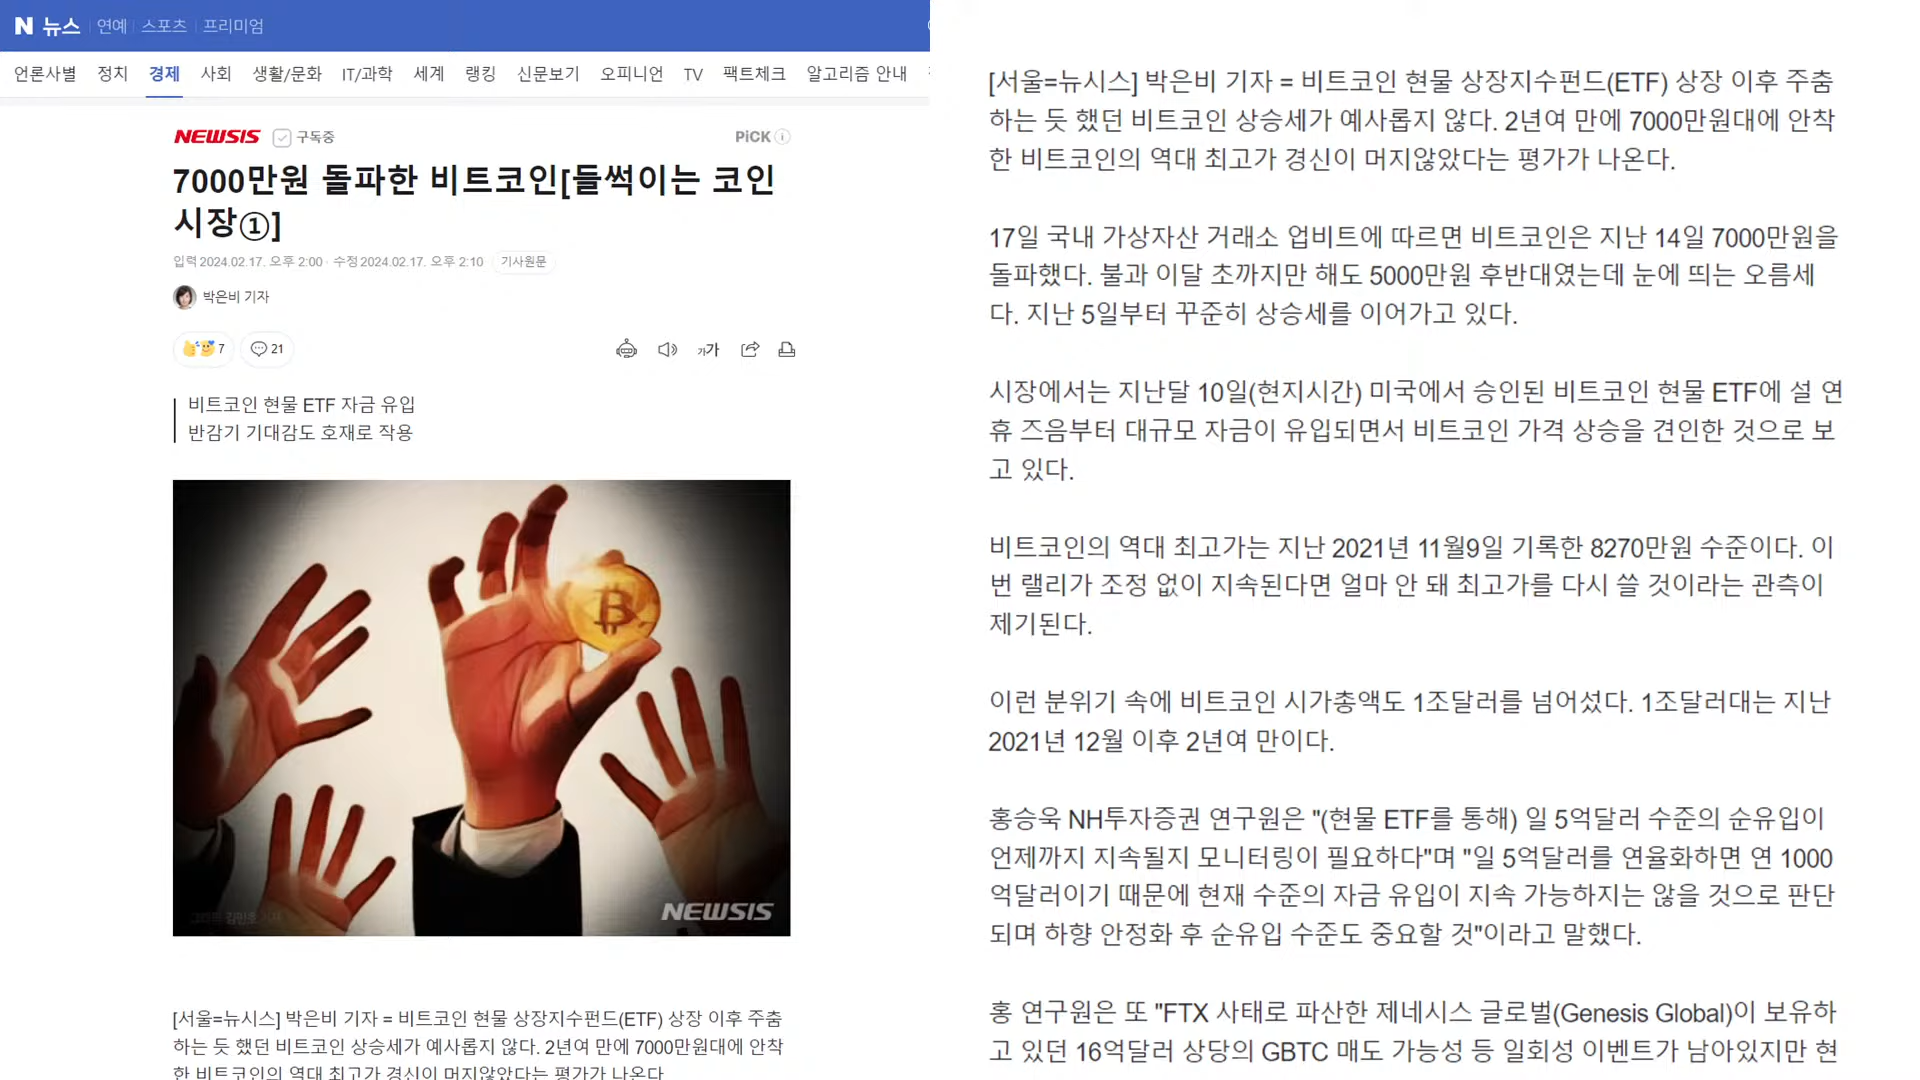 N 뉴스 연예 스포츠 프리미엄
언론사별 정치 경제 사회 생활/문화 IT/과학 세계 랭킹 신문보기 오피니언 TV 팩트체크 알고리즘 안내
NEWSIS 구독중 PiCK
7000만원 돌파한 비트코인[들썩이는 코인
시장①]
입력 2024.02.17. 오후 2:00 · 수정 2024.02.17. 오후 2:10 기사원문
박은비 기자
7 21
가가
비트코인 현물 ETF 자금 유입
반감기 기대감도 호재로 작용
NEWSIS
[서울=뉴시스] 박은비 기자 = 비트코인 현물 상장지수펀드(ETF) 상장 이후 주춤
하는 듯 했던 비트코인 상승세가 예사롭지 않다. 2년여 만에 7000만원대에 안착
한 비트코인의 역대 최고가 경신이 머지않았다는 평가가 나온다
[서울=뉴시스] 박은비 기자 = 비트코인 현물 상장지수펀드(ETF) 상장 이후 주춤
하는 듯 했던 비트코인 상승세가 예사롭지 않다. 2년여 만에 7000만원대에 안착
한 비트코인의 역대 최고가 경신이 머지않았다는 평가가 나온다.
17일 국내 가상자산 거래소 업비트에 따르면 비트코인은 지난 14일 7000만원을
돌파했다. 불과 이달 초까지만 해도 5000만원 후반대였는데 눈에 띄는 오름세
다. 지난 5일부터 꾸준히 상승세를 이어가고 있다.
시장에서는 지난달 10일(현지시간) 미국에서 승인된 비트코인 현물 ETF에 설 연
휴 즈음부터 대규모 자금이 유입되면서 비트코인 가격 상승을 견인한 것으로 보
고 있다.
비트코인의 역대 최고가는 지난 2021년 11월9일 기록한 8270만원 수준이다. 이
번 랠리가 조정 없이 지속된다면 얼마 안 돼 최고가를 다시 쓸 것이라는 관측이
제기된다.
이런 분위기 속에 비트코인 시가총액도 1조달러를 넘어섰다. 1조달러대는 지난
2021년 12월 이후 2년여 만이다.
홍승욱 NH투자증권 연구원은 "(현물 ETF를 통해) 일 5억달러 수준의 순유입이
언제까지 지속될지 모니터링이 필요하다"며 "일 5억달러를 연율화하면 연 1000
억달러이기 때문에 현재 수준의 자금 유입이 지속 가능하지는 않을 것으로 판단
되며 하향 안정화 후 순유입 수준도 중요할 것"이라고 말했다.
홍 연구원은 또 "FTX 사태로 파산한 제네시스 글로벌(Genesis Global)이 보유하
고 있던 16억달러 상당의 GBTC 매도 가능성 등 일회성 이벤트가 남아있지만 현